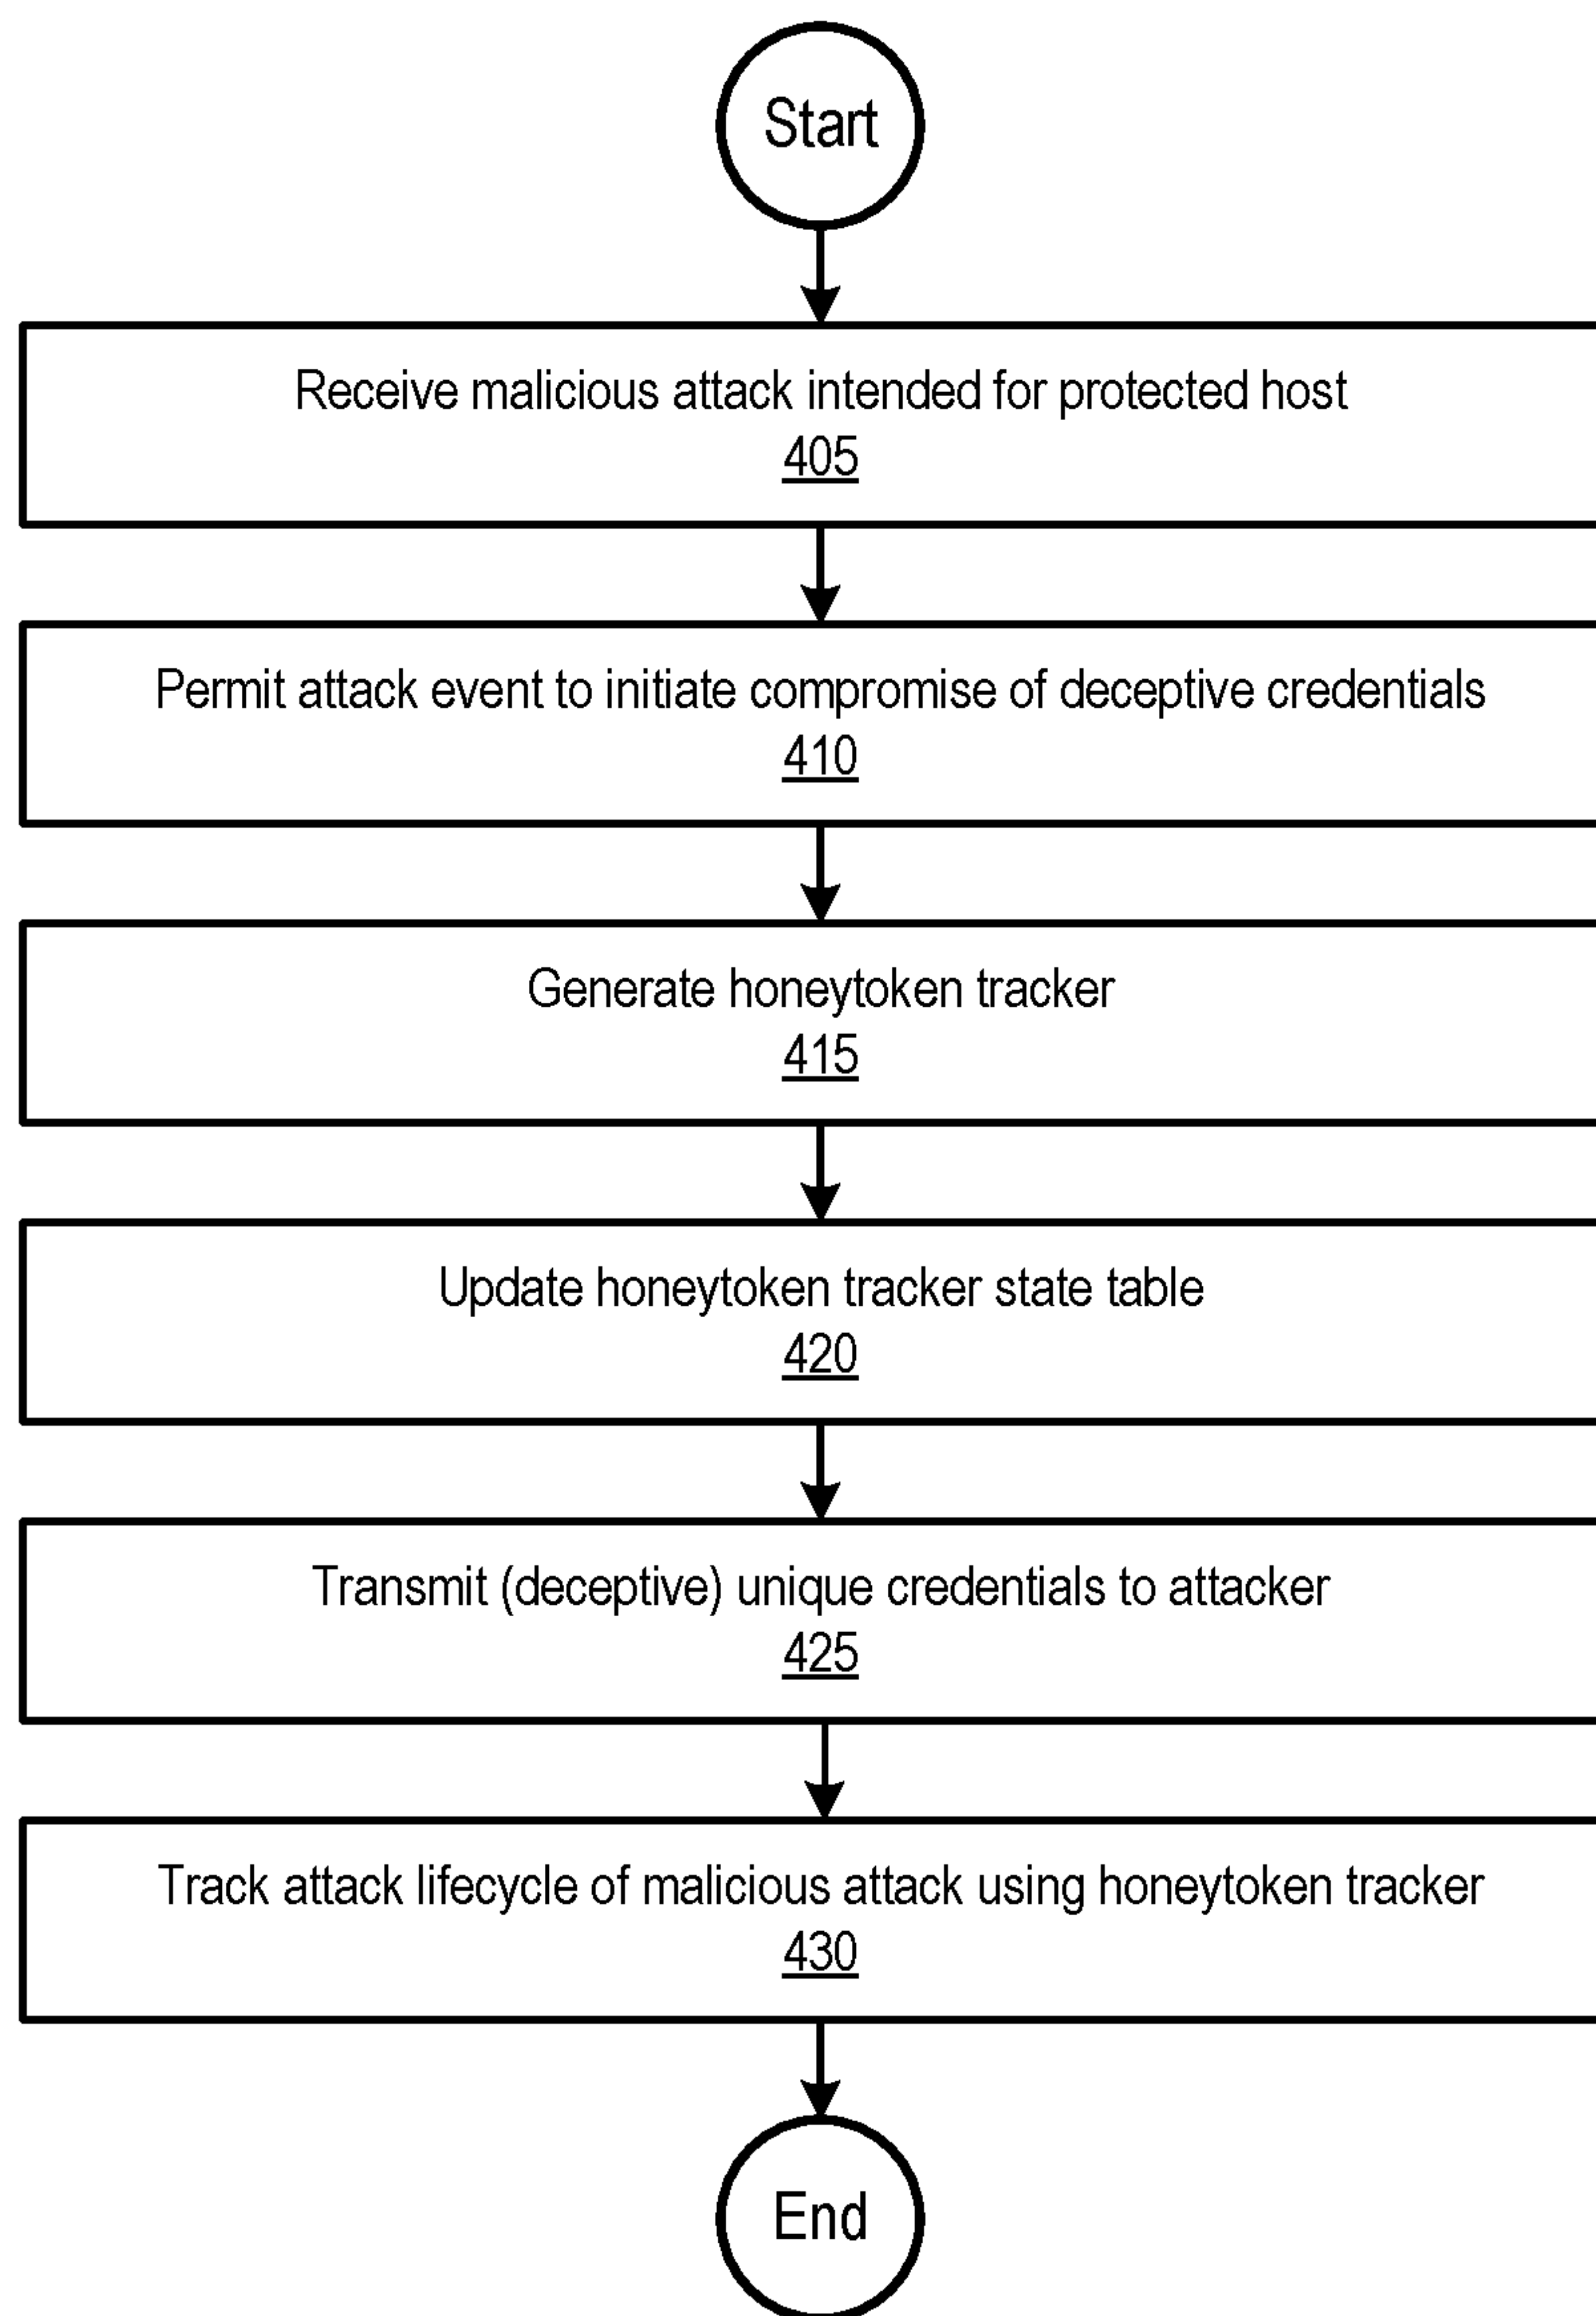 Start
Receive malicious attack intended for protected host
405
Permit attack event to initiate compromise of deceptive credentials
410
Generate honeytoken tracker
415
Update honeytoken tracker state table
420
Transmit (deceptive) unique credentials to attacker
425
Track attack lifecycle of malicious attack using honeytoken tracker
430
End